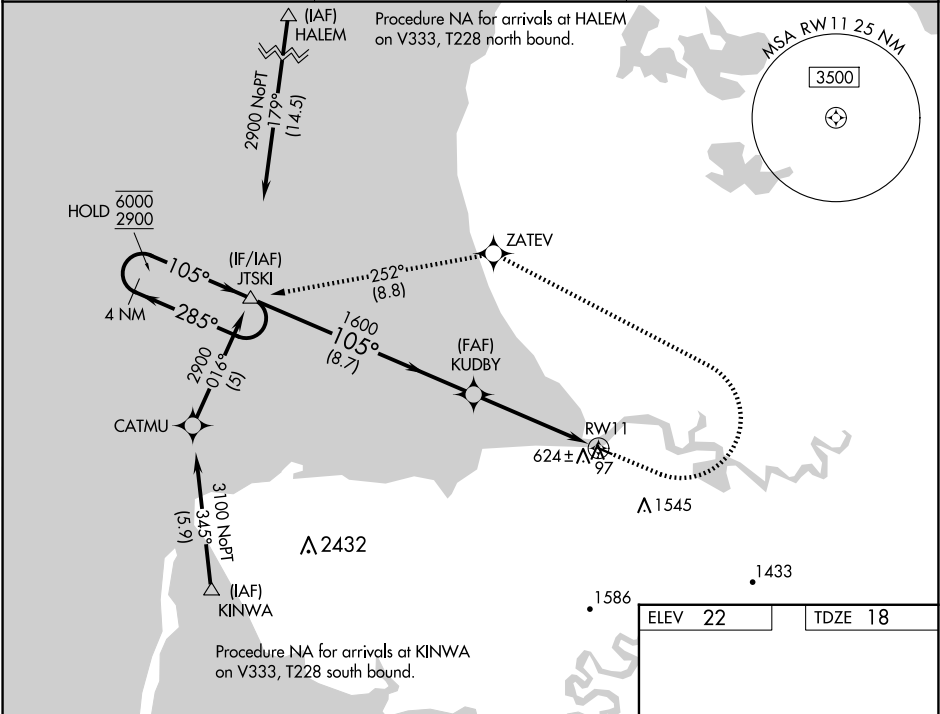 (IAF)
HALEM
Procedure NA for arrivals at HALEM
on V333, T228 north bound.
MSA RW11 25 NM
3500
2900 NoPT
179°
(14.5)
HOLD 6000
2900
105°
(IF/IAF)
JTSKI
ZATEV
252°
(8.8)
4 NM
285°
1600
105°
(8.7)
(FAF)
KUDBY
2900
016°
(5)
CATMU
RW11
624±
97
1545
3100 NoPT
345°
(5.9)
2432
(IAF)
KINWA
1433
1586
ELEV 22
TDZE 18
Procedure NA for arrivals at KINWA
on V333, T228 south bound.